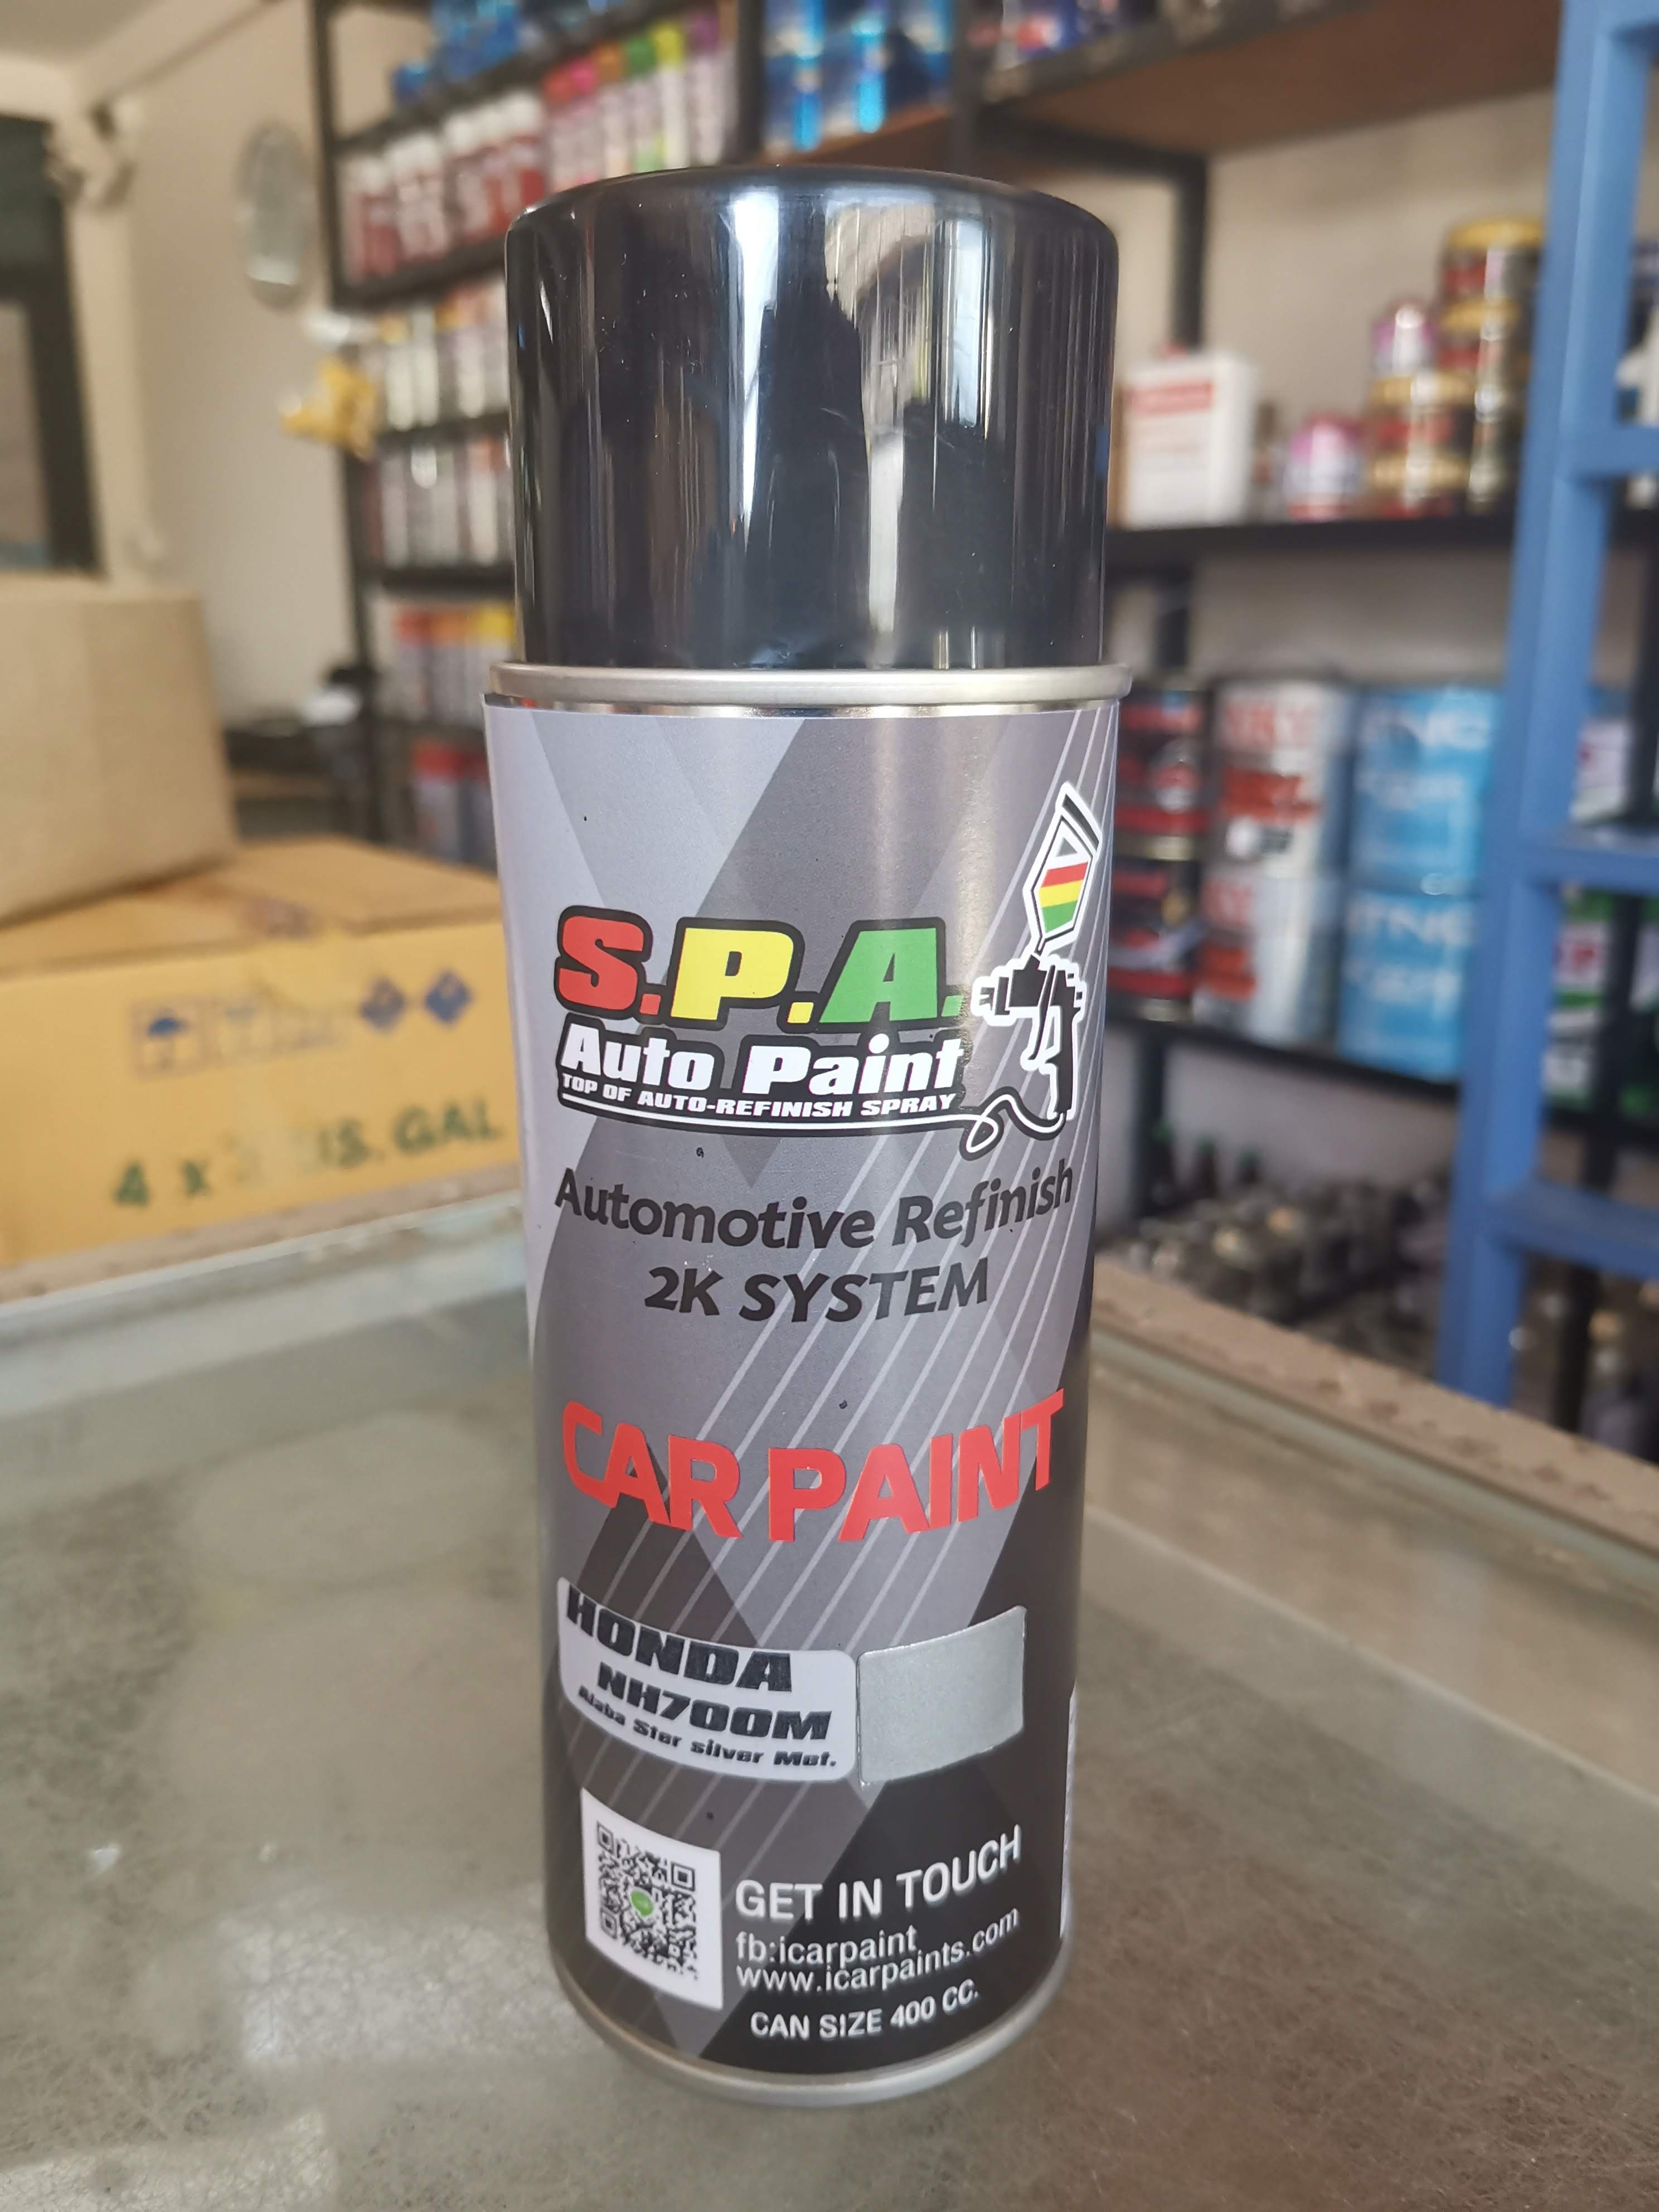 S.P.A.
Auto Paint
TOP OF AUTO-REFINISH SPRAY
Automotive Refinish
2K SYSTEM
CAR PAINT
HONDA
NH700M
Alaba Ster silver Met.
GET IN TOUCH
fb:icarpaint
www.icarpaints.com
CAN SIZE 400 CC.
4 x
GAL